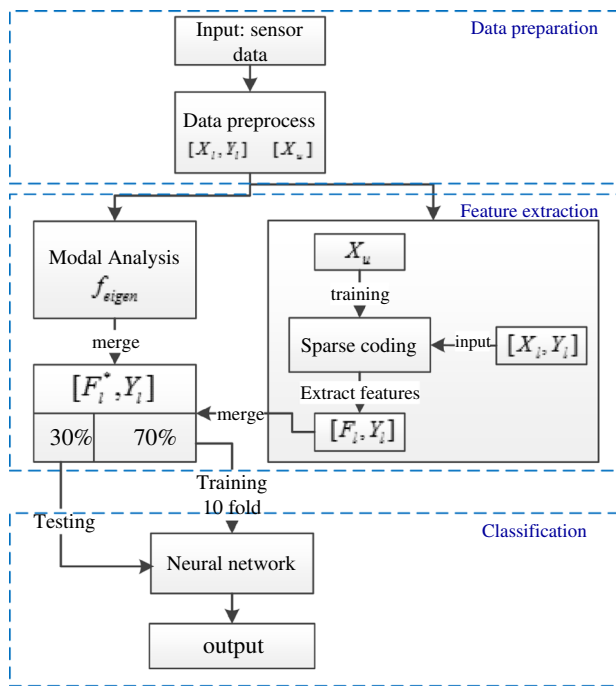 Data preparation
Input: sensor
data
Data preprocess
[X_l, Y_l] [X_u]
Feature extraction
Modal Analysis
f_eigen
merge
[F_l^*, Y_l]
30% 70%
X_u
training
Sparse coding
input
[X_l, Y_l]
Extract features
[F_l, Y_l]
merge
Training
10 fold
Testing
Classification
Neural network
output